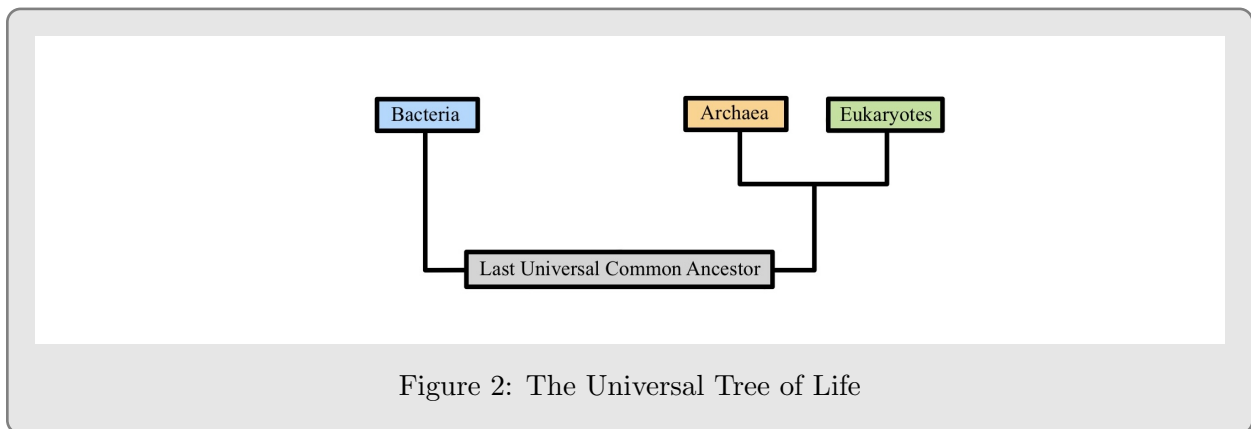 Bacteria Archaea Eukaryotes
Last Universal Common Ancestor
Figure 2: The Universal Tree of Life